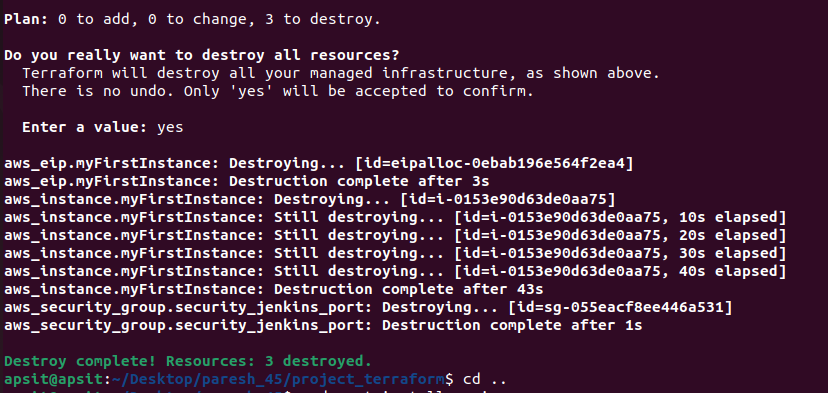 Plan: 0 to add, 0 to change, 3 to destroy.
Do you really want to destroy all resources?
Terraform will destroy all your managed infrastructure, as shown above.
There is no undo. Only 'yes' will be accepted to confirm.
Enter a value: yes
aws_eip.myFirstInstance: Destroying... [id=eipalloc-0ebab196e564f2ea4]
aws_eip.myFirstInstance: Destruction complete after 3s
aws_instance.myFirstInstance: Destroying... [id=i-0153e90d63de0aa75]
aws_instance.myFirstInstance: Still destroying... [id=i-0153e90d63de0aa75, 10s elapsed]
aws_instance.myFirstInstance: Still destroying... [id=i-0153e90d63de0aa75, 20s elapsed]
aws_instance.myFirstInstance: Still destroying... [id=i-0153e90d63de0aa75, 30s elapsed]
aws_instance.myFirstInstance: Still destroying... [id=i-0153e90d63de0aa75, 40s elapsed]
aws_instance.myFirstInstance: Destruction complete after 43s
aws_security_group.security_jenkins_port: Destroying... [id=sg-055eacf8ee446a531]
aws_security_group.security_jenkins_port: Destruction complete after 1s
Destroy complete! Resources: 3 destroyed.
apsit@apsit:~/Desktop/paresh_45/project_terraform$ cd ..